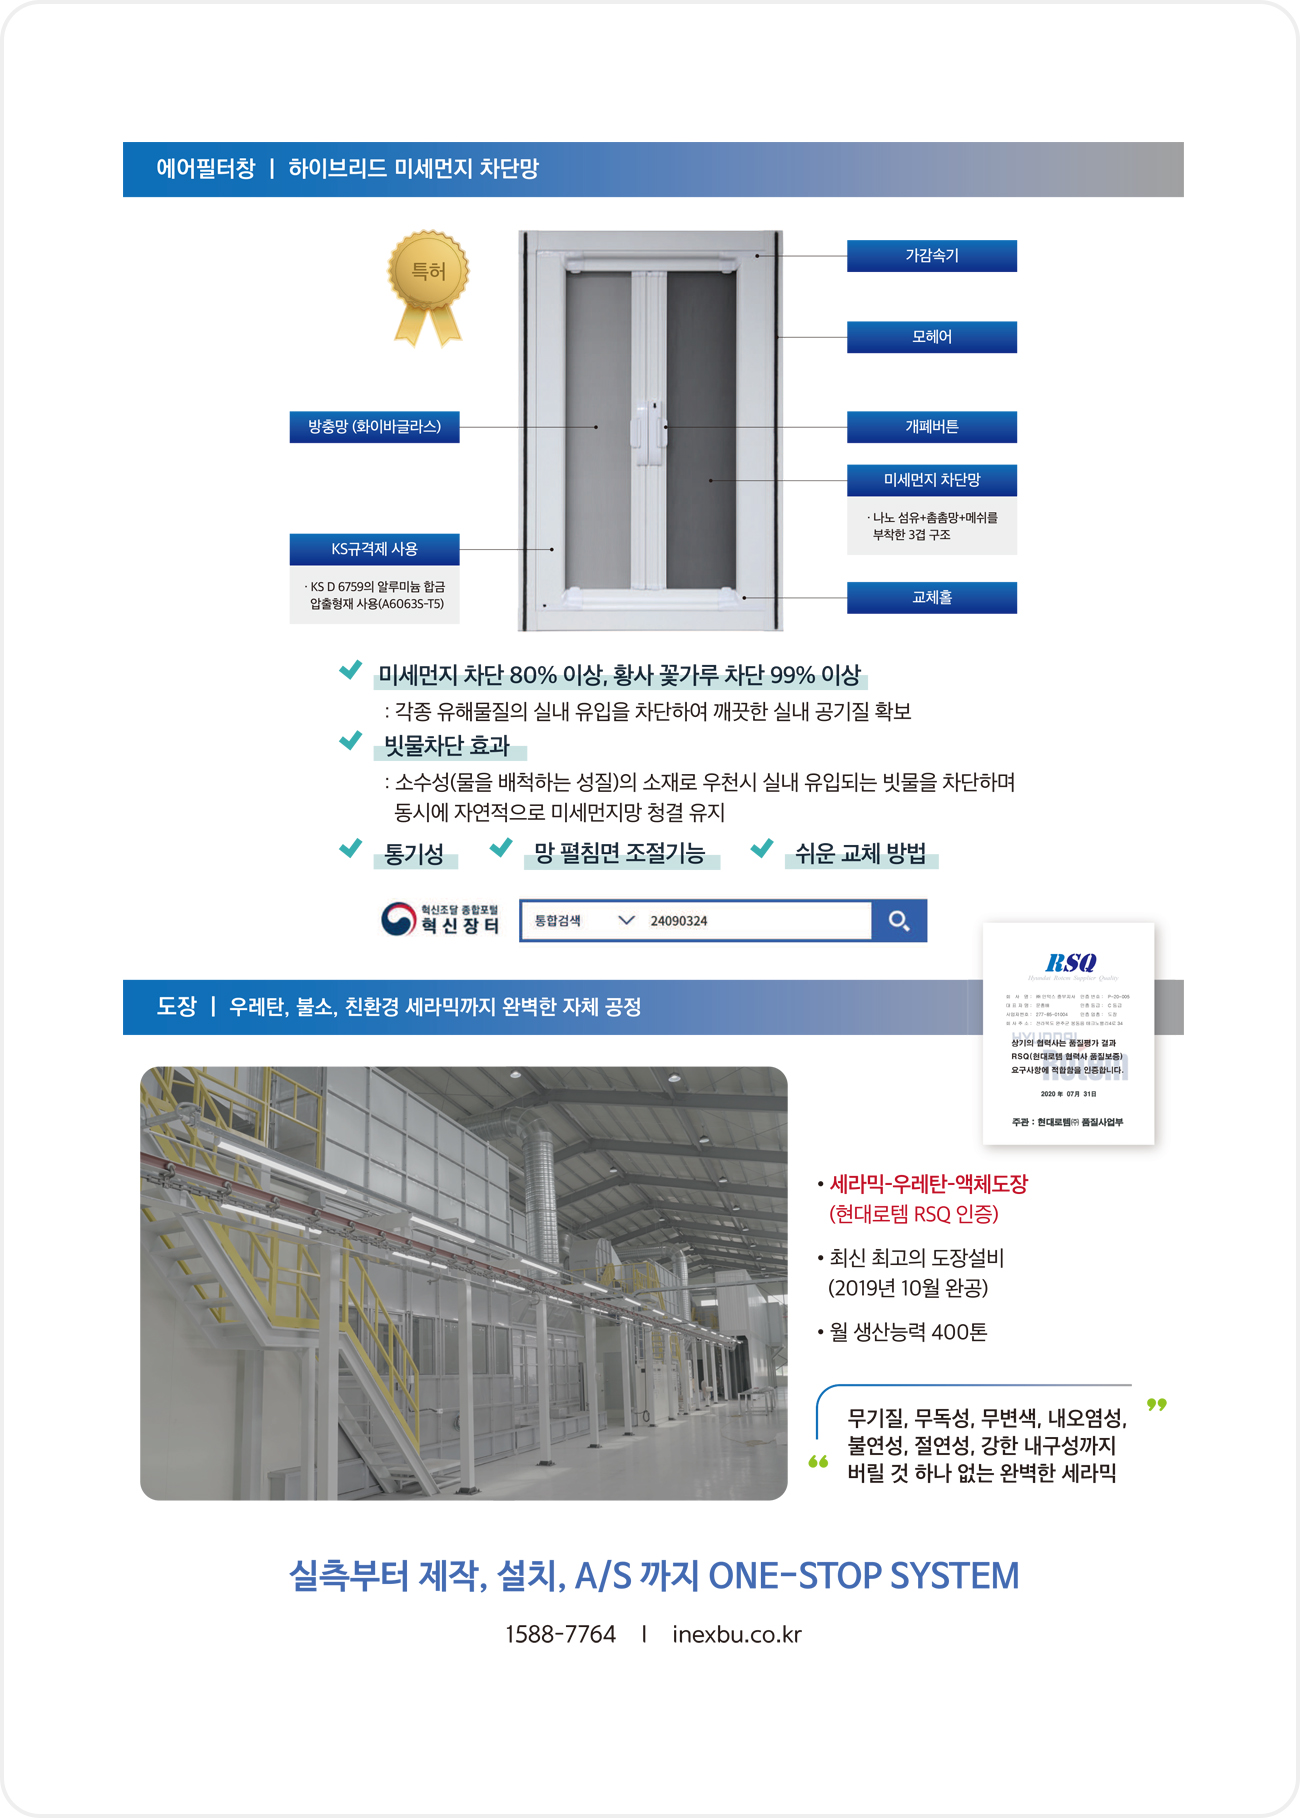 에어필터창 | 하이브리드 미세먼지 차단망
특허
가감속기
모헤어
방충망 (화이바글라스)
개폐버튼
미세먼지 차단망
· 나노 섬유+촘촘망+메쉬를
부착한 3겹 구조
KS규격제 사용
· KS D 6759의 알루미늄 합금
압출형재 사용(A6063S-T5)
교체홀
미세먼지 차단 80% 이상, 황사 꽃가루 차단 99% 이상
: 각종 유해물질의 실내 유입을 차단하여 깨끗한 실내 공기질 확보
빗물차단 효과
: 소수성(물을 배척하는 성질)의 소재로 우천시 실내 유입되는 빗물을 차단하며
동시에 자연적으로 미세먼지망 청결 유지
통기성 망 펼침면 조절기능 쉬운 교체 방법
혁신조달 종합포털
혁신장터
통합검색 24090324
도장 | 우레탄, 불소, 친환경 세라믹까지 완벽한 자체 공정
RSQ
Hyundai Rotem Supplier Quality
HYUNDAI
Rotem
상기의 협력사는 품질평가 결과
RSQ(현대로템 협력사 품질보증)
요구사항에 적합함을 인증합니다.
2020 年 07月 31日
주관 : 현대로템㈜ 품질사업부
• 세라믹-우레탄-액체도장
(현대로템 RSQ 인증)
• 최신 최고의 도장설비
(2019년 10월 완공)
• 월 생산능력 400톤
“ 무기질, 무독성, 무변색, 내오염성,
불연성, 절연성, 강한 내구성까지
버릴 것 하나 없는 완벽한 세라믹 ”
실측부터 제작, 설치, A/S 까지 ONE-STOP SYSTEM
1588-7764 | inexbu.co.kr